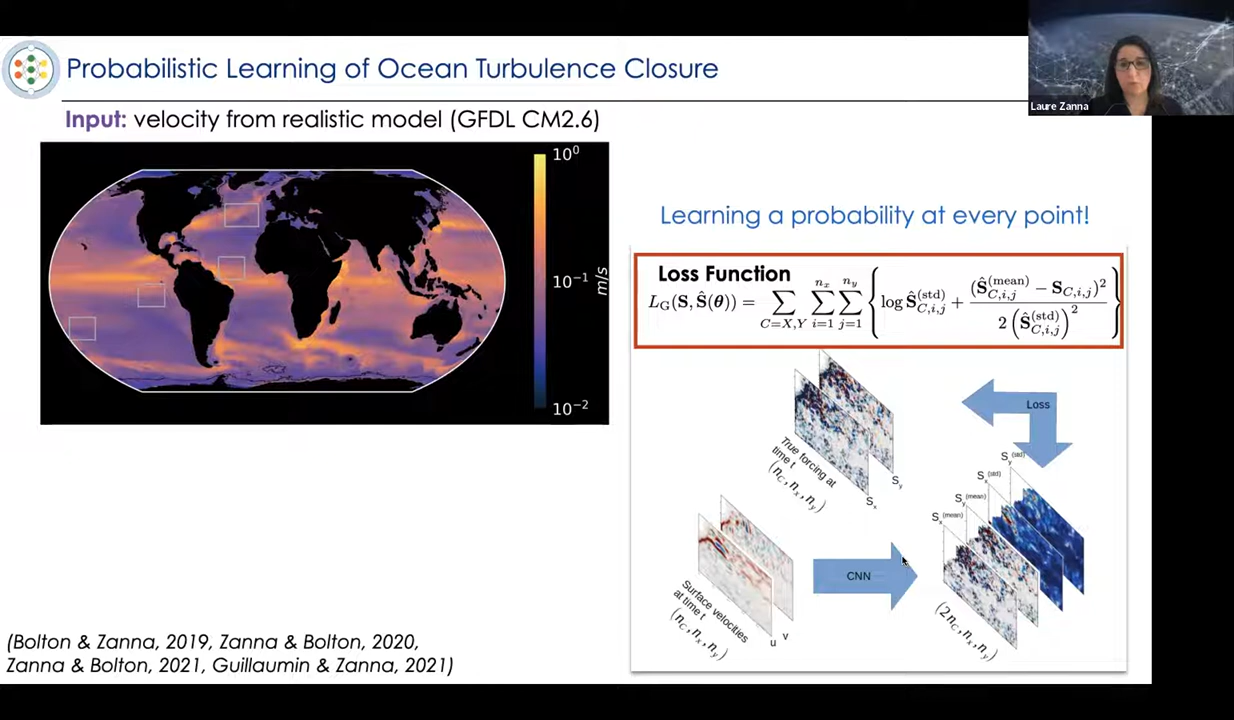 Probabilistic Learning of Ocean Turbulence Closure
Laure Zanna
Input: velocity from realistic model (GFDL CM2.6)
10⁰
10⁻¹
10⁻²
m/s
Learning a probability at every point!
Loss Function
L_G(S, Ŝ(θ)) = ∑_{C=X,Y} ∑_{i=1}^{n_x} ∑_{j=1}^{n_y} { log Ŝ_{C,i,j}^{(std)} + (Ŝ_{C,i,j}^{(mean)} − S_{C,i,j})² / 2 (Ŝ_{C,i,j}^{(std)})² }
Loss
True forcing at
time t
(n_C, n_x, n_y)
S_x
S_y
S_x^(mean)
S_y^(mean)
S_x^(std)
S_y^(std)
CNN
Surface velocities
at time t
(n_C, n_x, n_y)
u
v
(2n_C, n_x, n_y)
(Bolton & Zanna, 2019, Zanna & Bolton, 2020,
Zanna & Bolton, 2021, Guillaumin & Zanna, 2021)